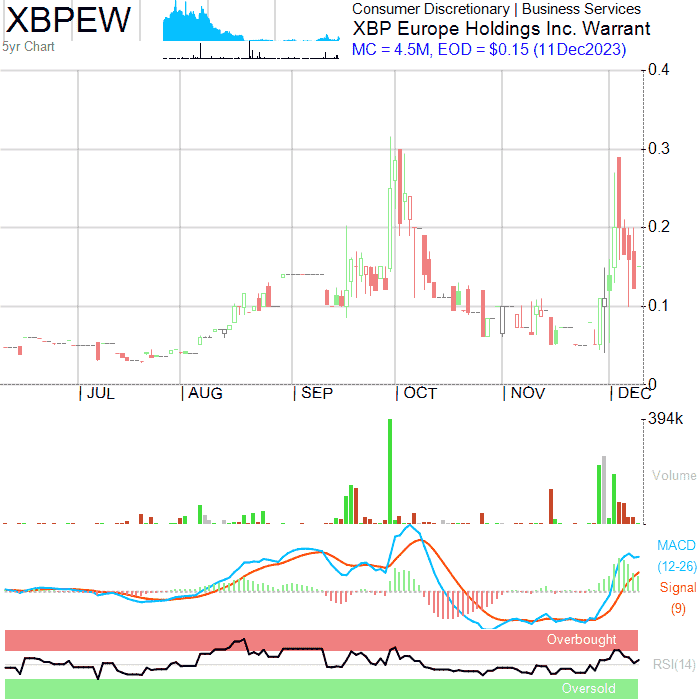 XBPEW
5yr Chart
Consumer Discretionary | Business Services
XBP Europe Holdings Inc. Warrant
MC = 4.5M, EOD = $0.15 (11Dec2023)
0.4
0.3
0.2
0.1
0
| JUL | AUG | SEP | OCT | NOV | DEC
394k
Volume
MACD
(12-26)
Signal
(9)
Overbought
RSI(14)
Oversold